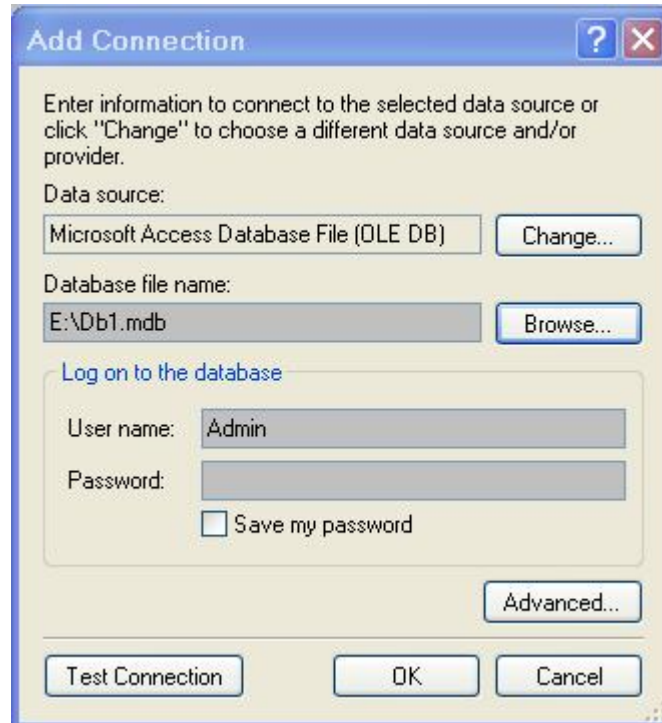 Add Connection
?
Enter information to connect to the selected data source or
click "Change" to choose a different data source and/or
provider.
Data source:
Microsoft Access Database File (OLE DB) Change...
Database file name:
E:\Db1.mdb Browse...
Log on to the database
User name: Admin
Password:
Save my password
Advanced...
Test Connection OK Cancel